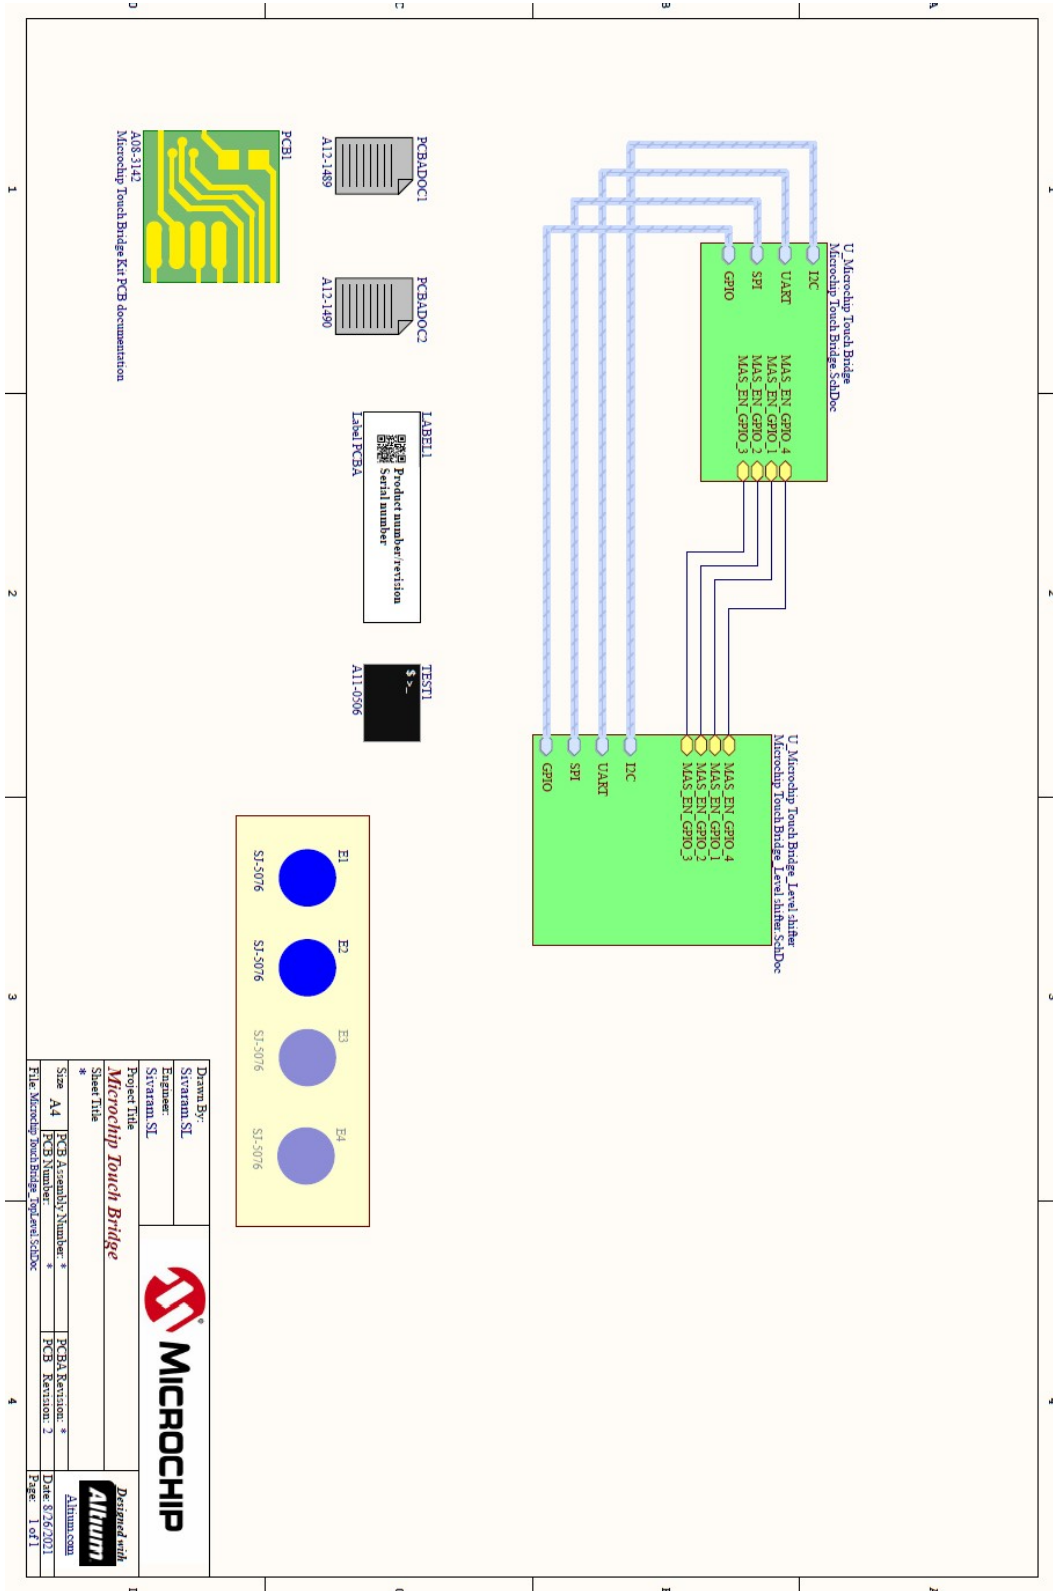 1
2
3
4
A
B
C
D
U_Microchip Touch Bridge
Microchip Touch Bridge.SchDoc
I2C
UART
SPI
GPIO
MAS_EN_GPIO_4
MAS_EN_GPIO_1
MAS_EN_GPIO_2
MAS_EN_GPIO_3
U_Microchip Touch Bridge_Level shifter
Microchip Touch Bridge_Level shifter.SchDoc
MAS_EN_GPIO_4
MAS_EN_GPIO_1
MAS_EN_GPIO_2
MAS_EN_GPIO_3
I2C
UART
SPI
GPIO
PCBADOC1
A12-1489
PCBADOC2
A12-1490
LABEL1
Product number/revision
Serial number
Label PCBA
TEST1
$ >_
A11-0506
PCB1
A08-3142
Microchip Touch Bridge Kit PCB documentation
E1
SJ-5076
E2
SJ-5076
E3
SJ-5076
E4
SJ-5076
Drawn By:
Sivaram.SL
Engineer:
Sivaram.SL
MICROCHIP
Project Title
Microchip Touch Bridge
Sheet Title
*
Size A4
PCB Assembly Number: *
PCBA Revision: *
PCB Number: *
PCB Revision: 2
File: Microchip Touch Bridge_TopLevel.SchDoc
Designed with
Altium
Altium.com
Date: 8/26/2021
Page: 1 of 1